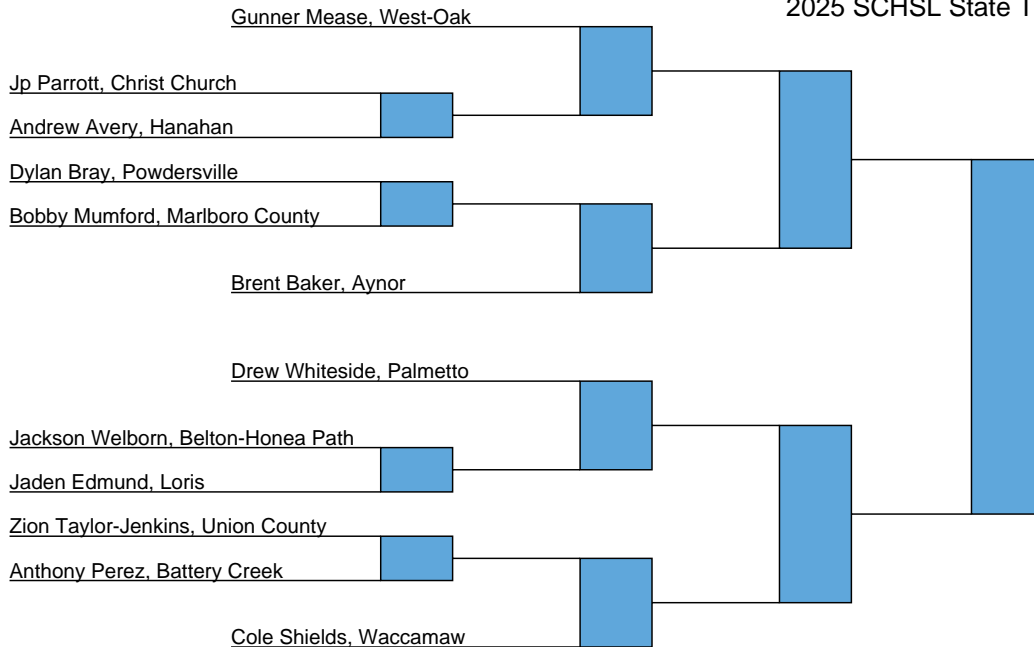 2025 SCHSL State
Gunner Mease, West-Oak
Jp Parrott, Christ Church
Andrew Avery, Hanahan
Dylan Bray, Powdersville
Bobby Mumford, Marlboro County
Brent Baker, Aynor
Drew Whiteside, Palmetto
Jackson Welborn, Belton-Honea Path
Jaden Edmund, Loris
Zion Taylor-Jenkins, Union County
Anthony Perez, Battery Creek
Cole Shields, Waccamaw